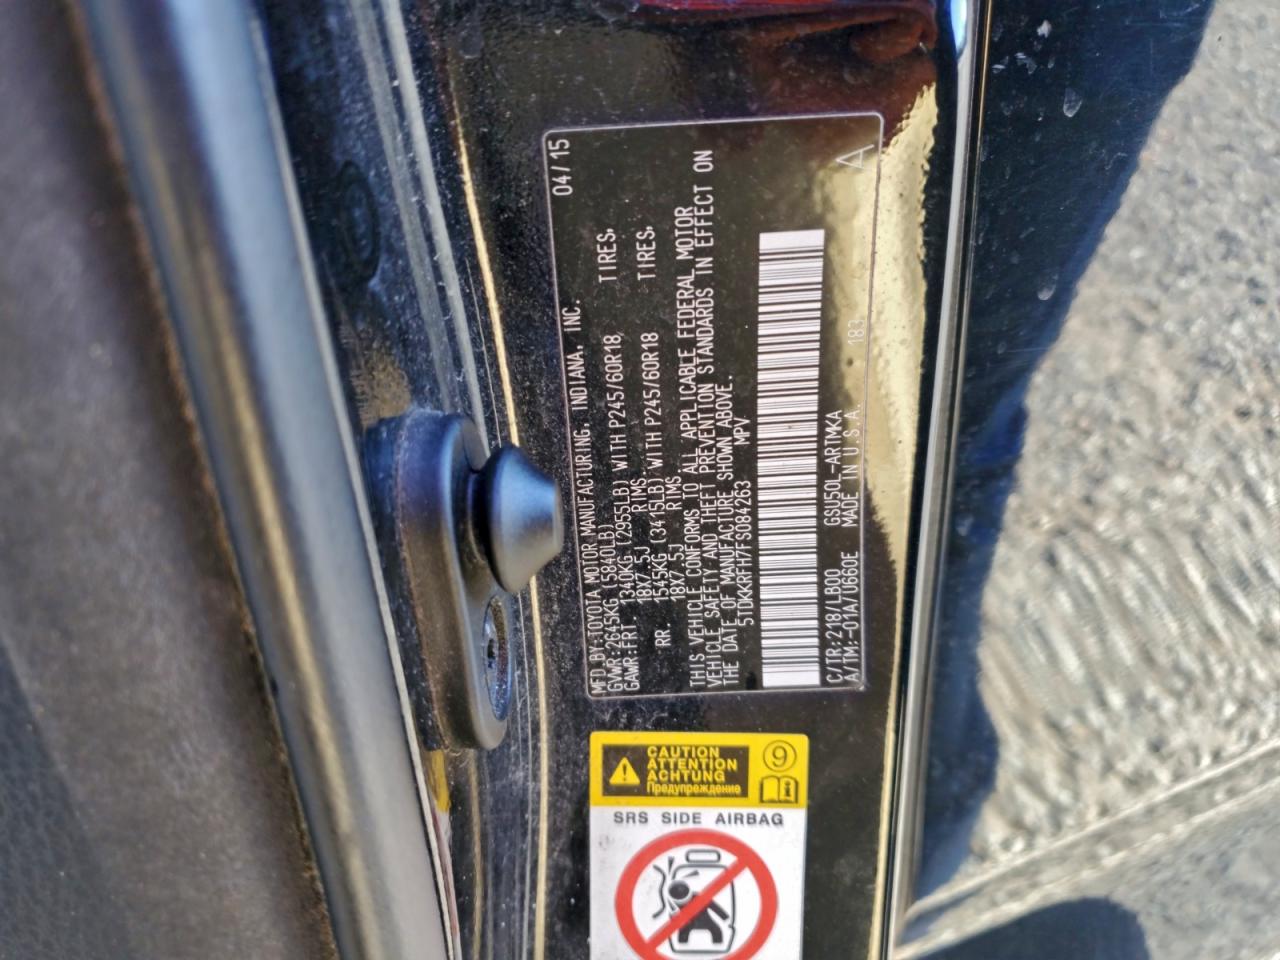 MFD.BY:TOYOTA MOTOR MANUFACTURING, INDIANA, INC. 04/15
GVWR:2645KG (5840LB)
GAWR:FRT. 1340KG (2955LB) WITH P245/60R18 TIRES,
18X7.5J RIMS
RR. 1545KG (3415LB) WITH P245/60R18 TIRES,
18X7.5J RIMS
THIS VEHICLE CONFORMS TO ALL APPLICABLE FEDERAL MOTOR
VEHICLE SAFETY AND THEFT PREVENTION STANDARDS IN EFFECT ON
THE DATE OF MANUFACTURE SHOWN ABOVE.
5TDKKRFH7FS084263 MPV
C/TR:218/LB00 GSU50L-ARTMKA
A/TM:-01A/U660E MADE IN U.S.A. 183 A
CAUTION
ATTENTION
ACHTUNG
Предупреждение
9
i
SRS SIDE AIRBAG